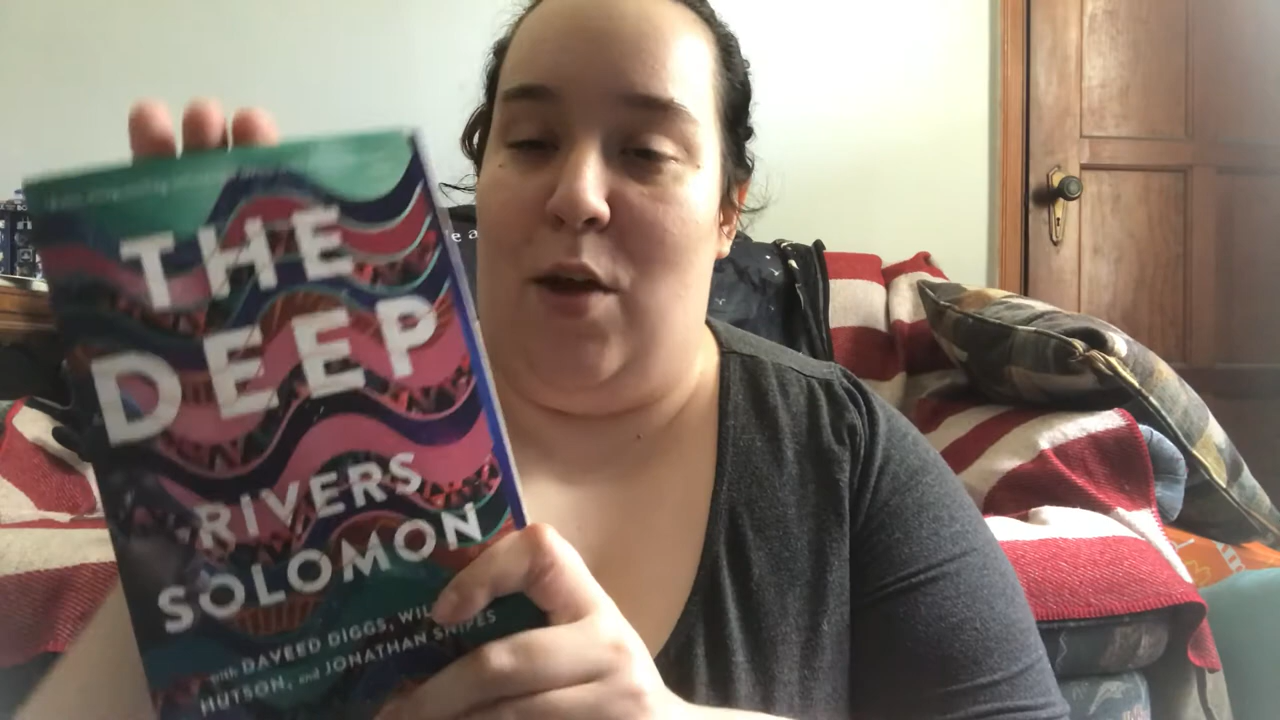 THE
DEEP
RIVERS
SOLOMON
with DAVEED DIGGS, WIL
HUTSON, and JONATHAN SNIPES
e a